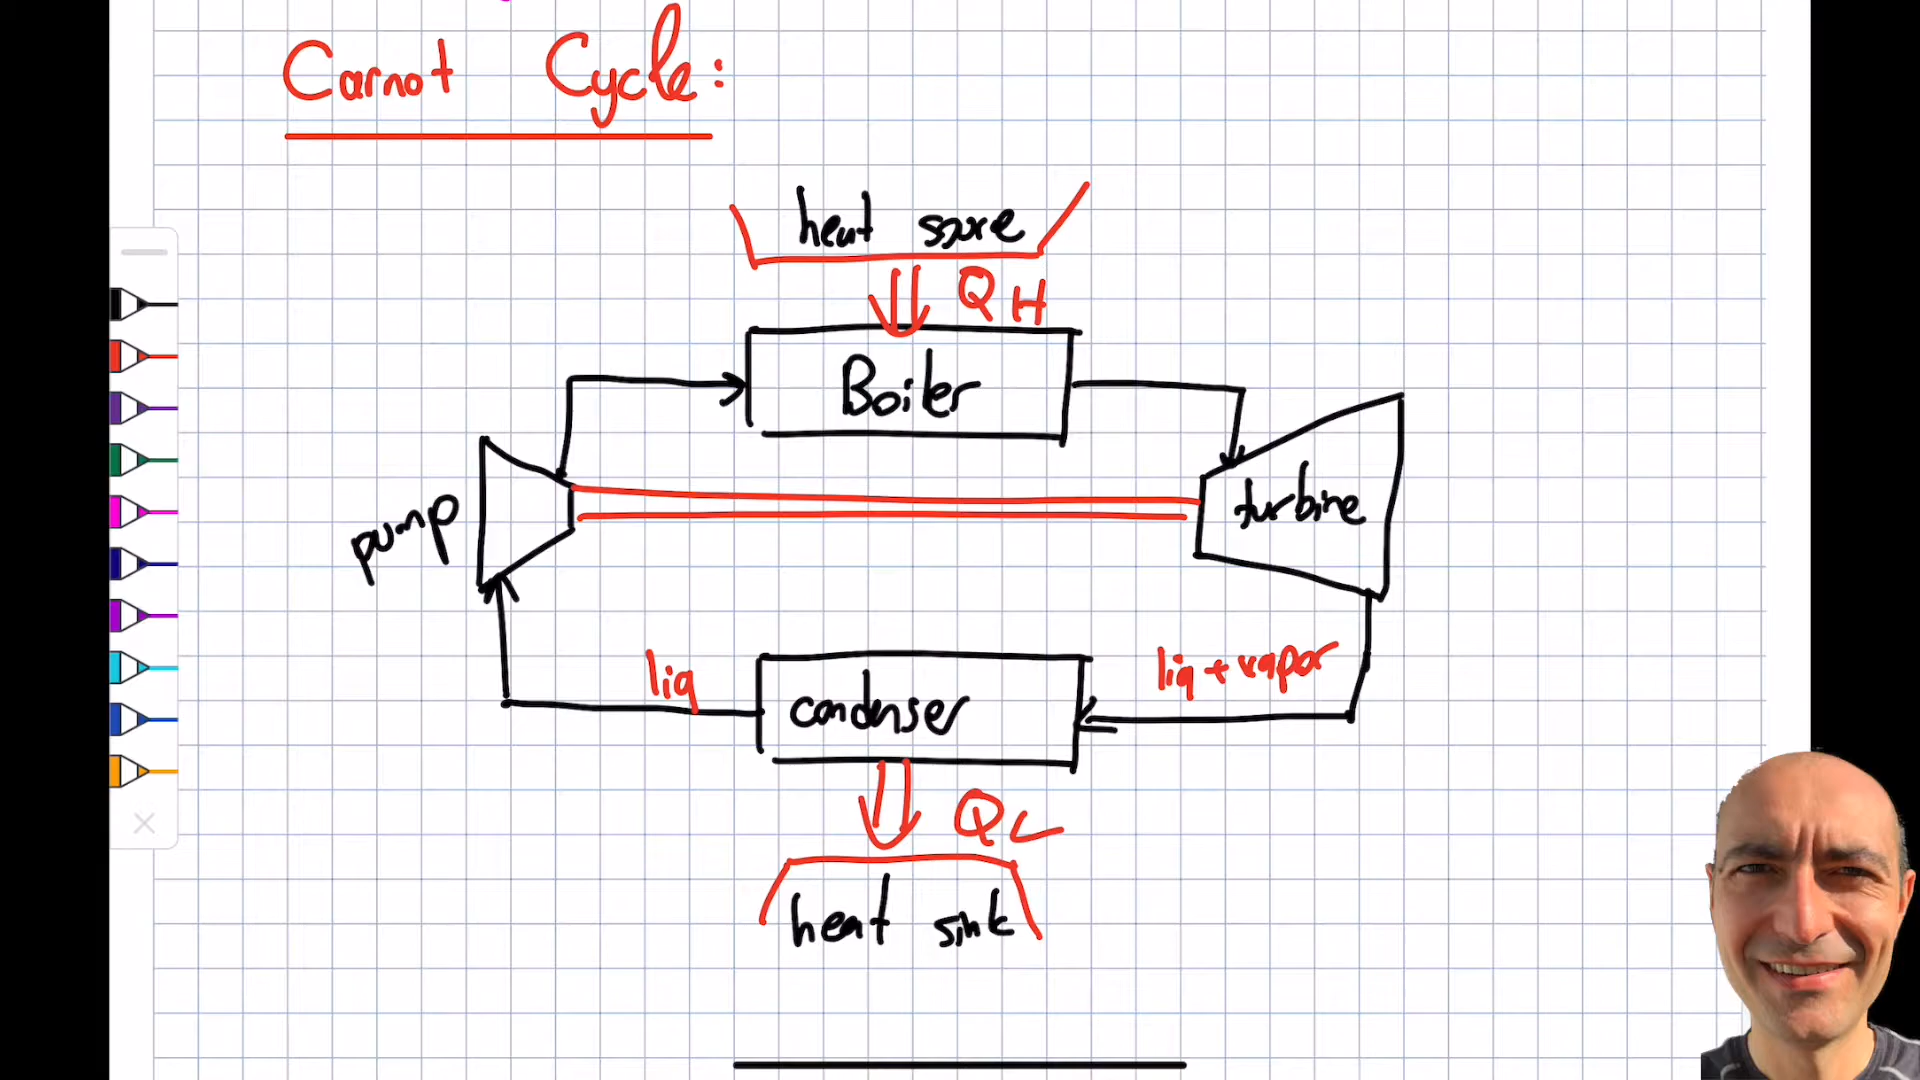 Carnot Cycle:
heat source
QH
Boiler
pump
turbine
liq
liq + vapor
condenser
QL
heat sink